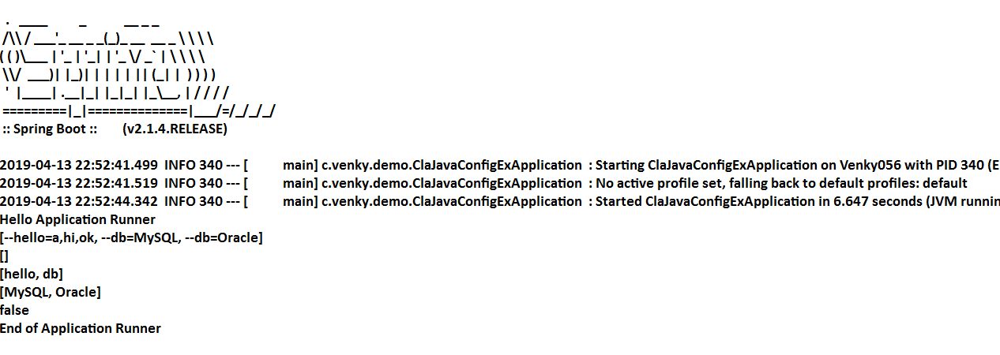 .   ____          _            __ _ _
 /\\ / ___'_ __ _ _(_)_ __  __ _ \ \ \ \
( ( )\___ | '_ | '_| | '_ \/ _` | \ \ \ \
 \\/  ___)| |_)| | | | | || (_| |  ) ) ) )
  '  |____| .__|_| |_|_| |_\__, | / / / /
 =========|_|==============|___/=/_/_/_/
 :: Spring Boot ::        (v2.1.4.RELEASE)
2019-04-13 22:52:41.499  INFO 340 --- [           main] c.venky.demo.ClaJavaConfigExApplication  : Starting ClaJavaConfigExApplication on Venky056 with PID 340 (E
2019-04-13 22:52:41.519  INFO 340 --- [           main] c.venky.demo.ClaJavaConfigExApplication  : No active profile set, falling back to default profiles: default
2019-04-13 22:52:44.342  INFO 340 --- [           main] c.venky.demo.ClaJavaConfigExApplication  : Started ClaJavaConfigExApplication in 6.647 seconds (JVM runnin
Hello Application Runner
[--hello=a,hi,ok, --db=MySQL, --db=Oracle]
[]
[hello, db]
[MySQL, Oracle]
false
End of Application Runner